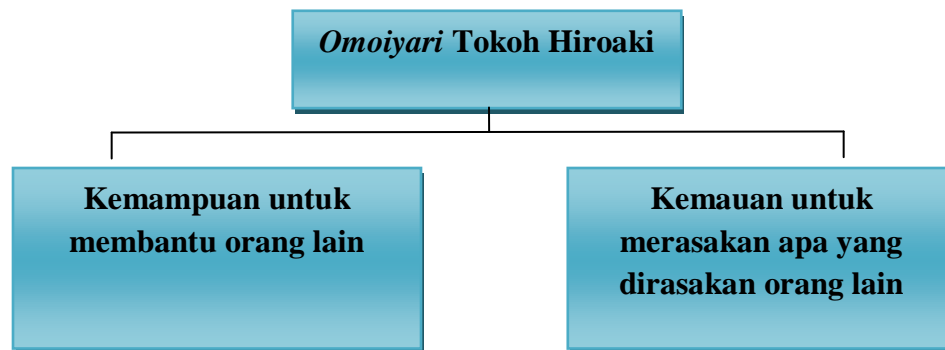 Omoiyari Tokoh Hiroaki
Kemampuan untuk
membantu orang lain
Kemauan untuk
merasakan apa yang
dirasakan orang lain